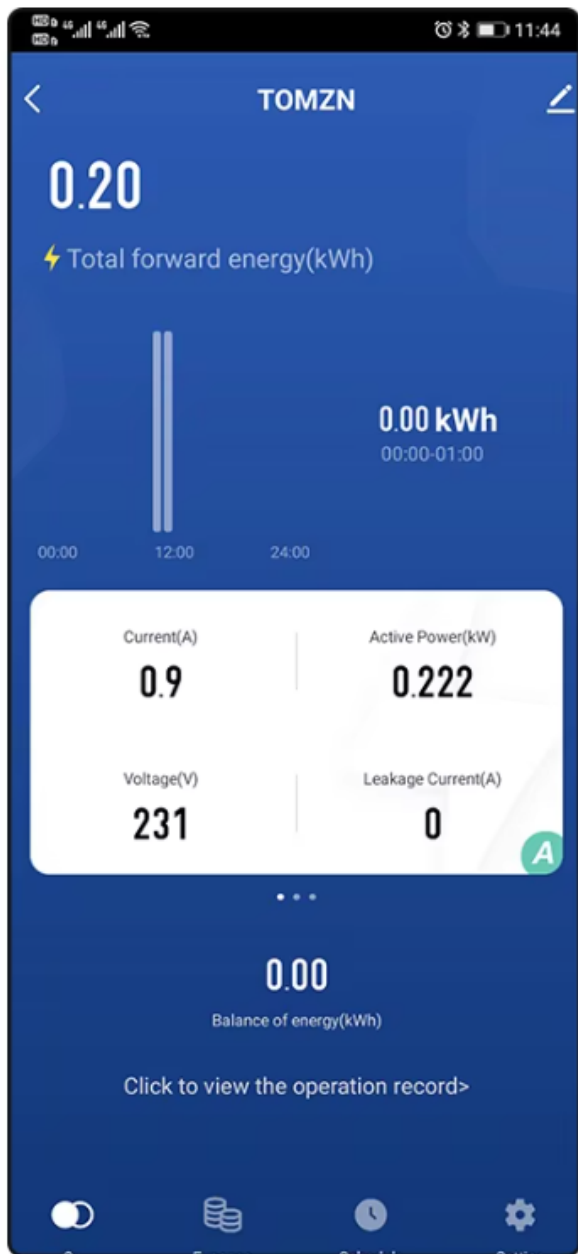 11:44
TOMZN
0.20
Total forward energy(kWh)
0.00 kWh
00:00-01:00
00:00 12:00 24:00
Current(A) Active Power(kW)
0.9 0.222
Voltage(V) Leakage Current(A)
231 0
A
0.00
Balance of energy(kWh)
Click to view the operation record>